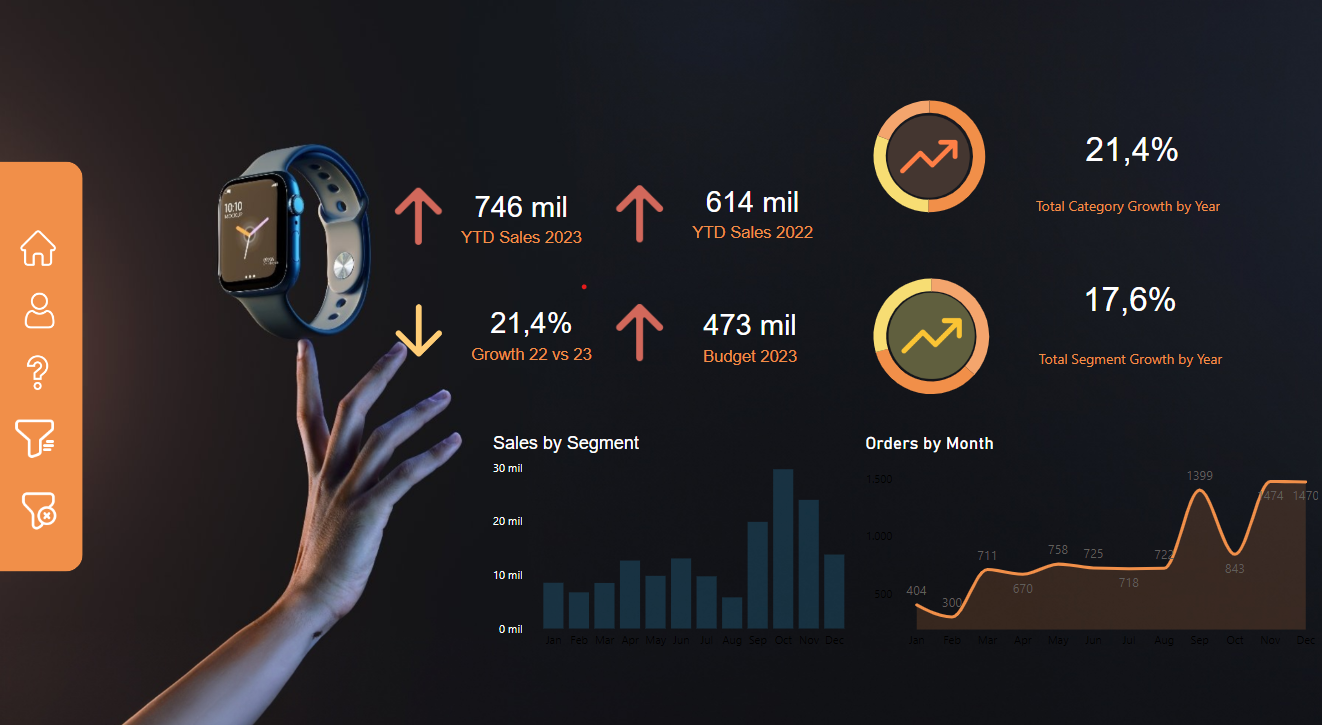 10:10
MOCKUP
746 mil
YTD Sales 2023
614 mil
YTD Sales 2022
21,4%
Total Category Growth by Year
21,4%
Growth 22 vs 23
473 mil
Budget 2023
17,6%
Total Segment Growth by Year
Sales by Segment
30 mil
20 mil
10 mil
0 mil
Jan Feb Mar Apr May Jun Jul Aug Sep Oct Nov Dec
Orders by Month
1.500
1.000
500
404 300 711 670 758 725 718 722 1399 843 1474 1470
Jan Feb Mar Apr May Jun Jul Aug Sep Oct Nov Dec